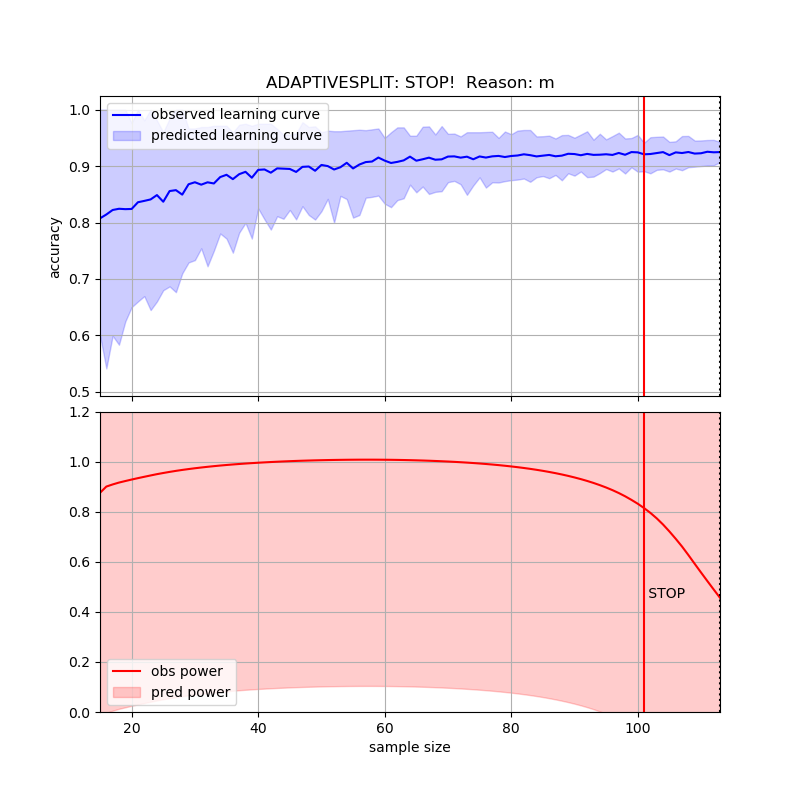 ADAPTIVESPLIT: STOP!  Reason: m
1.0
0.9
0.8
0.7
0.6
0.5
accuracy
observed learning curve
predicted learning curve
1.2
1.0
0.8
0.6
0.4
0.2
0.0
STOP
obs power
pred power
20 40 60 80 100
sample size